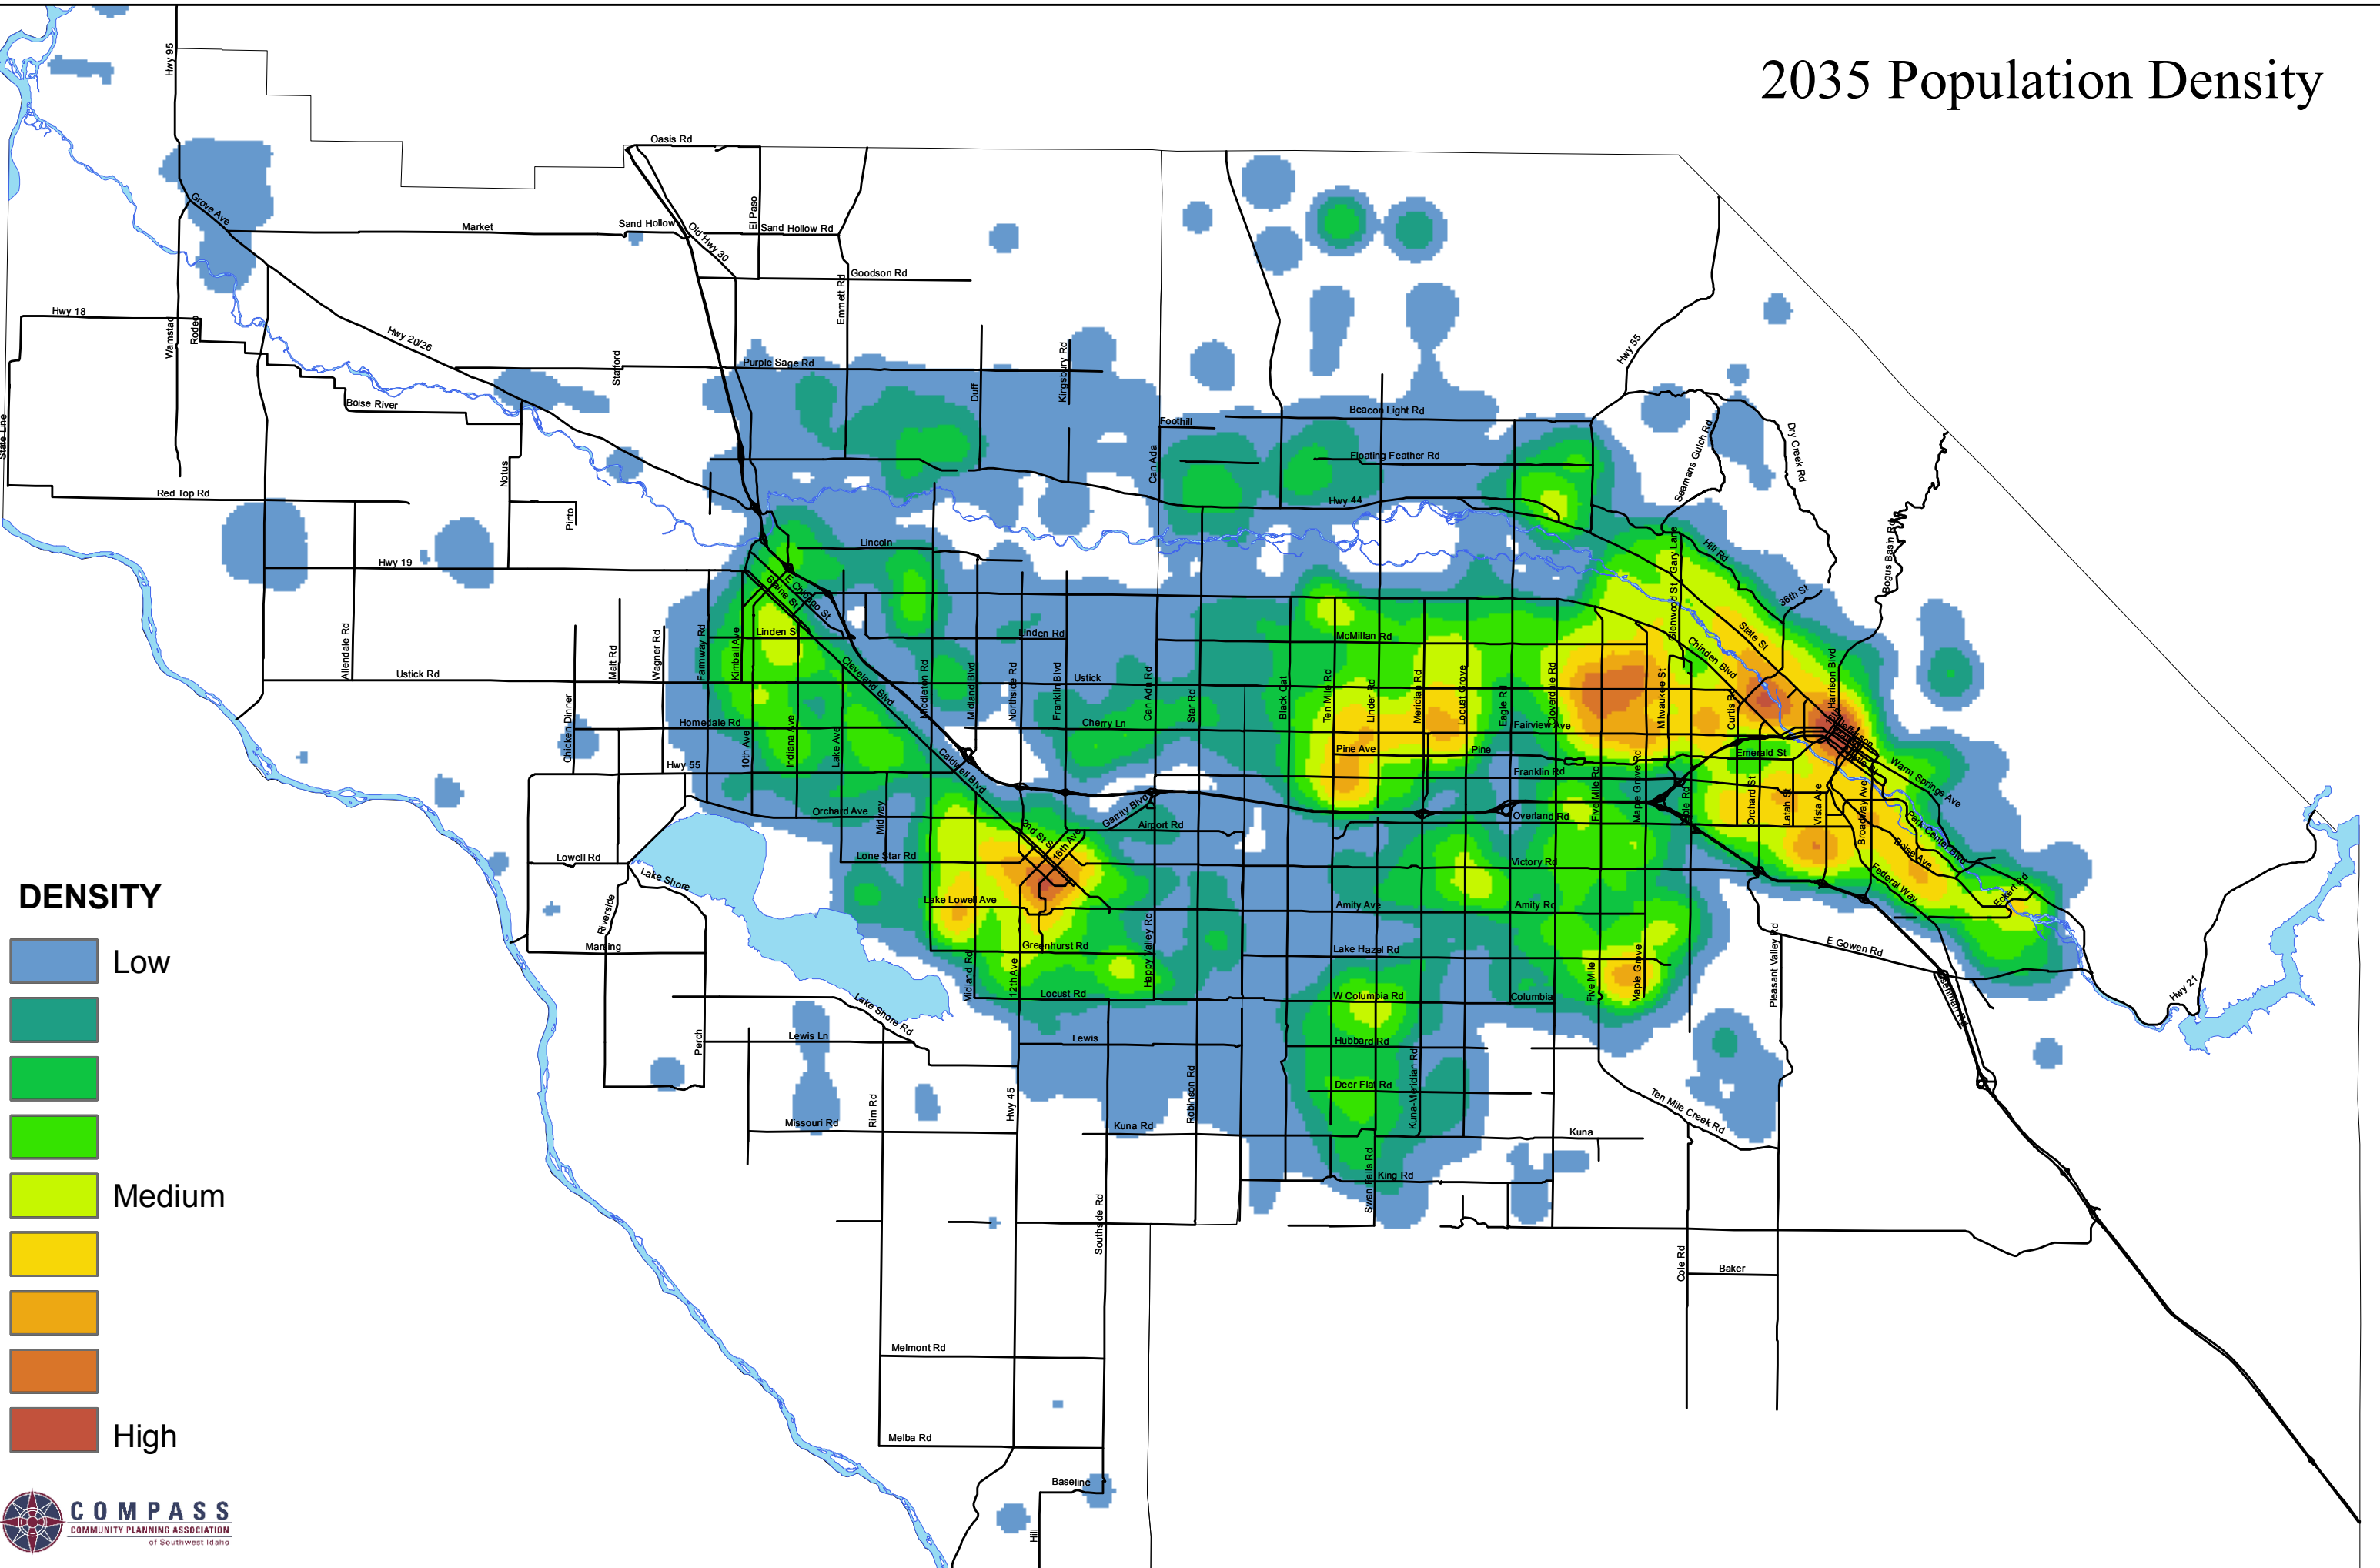 2035 Population Density
Hwy 95
Oasis Rd
Grove Ave
Market
Sand Hollow
El Paso
Sand Hollow Rd
Old Hwy 30
Goodson Rd
Emmett Rd
Hwy 18
Wamstad
Rodeo
Hwy 20/26
Stafford
Purple Sage Rd
Duff
Kingsbury Rd
Hwy 55
Boise River
Beacon Light Rd
Foothill
State Line
Notus
Can Ada
Floating Feather Rd
Seamans Gulch Rd
Dry Creek Rd
Red Top Rd
Pinto
Hwy 44
Lincoln
Hill Rd
Gary Lane
Bogus Basin Rd
Hwy 19
Blaine St
E Chicago St
36th St
Glenwood St
Allendale Rd
Malt Rd
Wagner Rd
Farmway Rd
Kimball Ave
Linden St
Linden Rd
McMillan Rd
State St
Chinden Blvd
Ustick Rd
Cleveland Blvd
Middleton Rd
Midland Blvd
Northside Rd
Franklin Blvd
Ustick
Can Ada Rd
Star Rd
Black Cat
Ten Mile Rd
Linder Rd
Meridian Rd
Locust Grove
Eagle Rd
Cloverdale Rd
Milwaukee St
Curtis Rd
Harrison Blvd
Chicken Dinner
Homedale Rd
10th Ave
Indiana Ave
Lake Ave
Cherry Ln
Fairview Ave
Pine Ave
Pine
Emerald St
Hwy 55
Caldwell Blvd
Franklin Rd
Warm Springs Ave
Five Mile Rd
Maple Grove Rd
Cole Rd
Orchard St
Latah St
Vista Ave
Broadway Ave
Orchard Ave
Midway
Garrity Blvd
Airport Rd
Overland Rd
Park Center Blvd
2nd St S
16th Ave
Lowell Rd
Lone Star Rd
Victory Rd
Boise Ave
Lake Shore
Federal Way
Eckert Rd
DENSITY
Lake Lowell Ave
Amity Ave
Amity Rd
Riverside
Happy Valley Rd
Marsing
Greenhurst Rd
Lake Hazel Rd
Pleasant Valley Rd
E Gowen Rd
Low
Midland Rd
12th Ave
Locust Rd
W Columbia Rd
Columbia
Five Mile
Maple Grove
Eisenman Rd
Hwy 21
Lake Shore Rd
Perch
Lewis Ln
Lewis
Hubbard Rd
Deer Flat Rd
Kuna-Meridian Rd
Rim Rd
Hwy 45
Robinson Rd
Ten Mile Creek Rd
Missouri Rd
Kuna Rd
Kuna
Medium
Swan Falls Rd
King Rd
Southside Rd
Cole Rd
Baker
Melmont Rd
High
Melba Rd
Baseline
Hill
COMPASS
COMMUNITY PLANNING ASSOCIATION
of Southwest Idaho